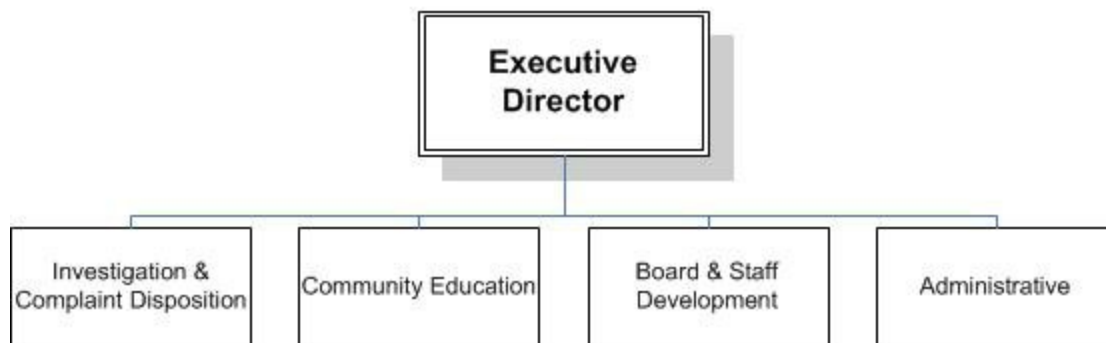 Executive
Director
Investigation &
Complaint Disposition
Community Education
Board & Staff
Development
Administrative